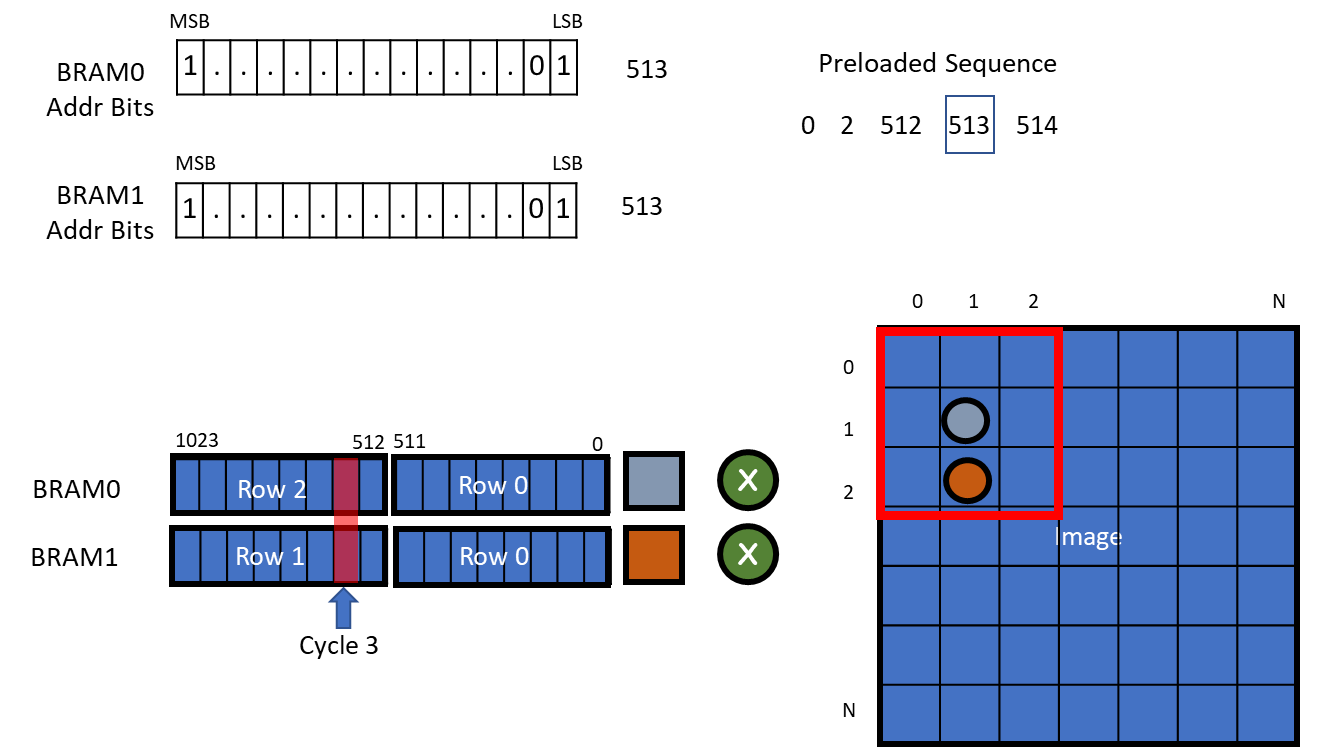 MSB LSB
BRAM0
Addr Bits
1 . . . . . . . . . . . . 0 1
513
Preloaded Sequence
0 2 512 513 514
MSB LSB
BRAM1
Addr Bits
1 . . . . . . . . . . . . 0 1
513
0 1 2 N
0
1
2
Image
N
1023 512 511 0
BRAM0 Row 2 Row 0 X
BRAM1 Row 1 Row 0 X
Cycle 3